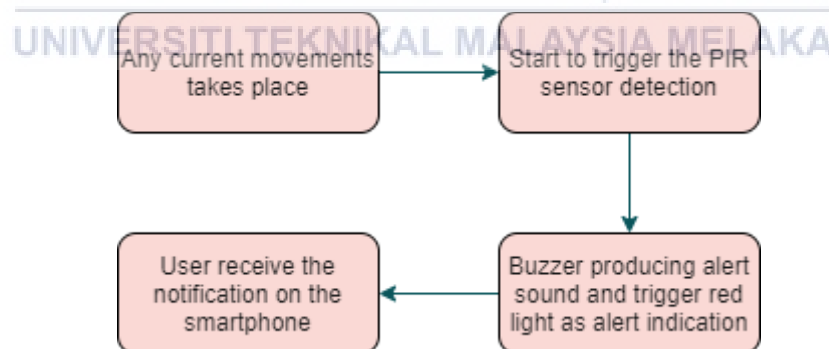 UNIVERSITI TEKNIKAL MALAYSIA MELAKA
Any current movements
takes place
Start to trigger the PIR
sensor detection
Buzzer producing alert
sound and trigger red
light as alert indication
User receive the
notification on the
smartphone